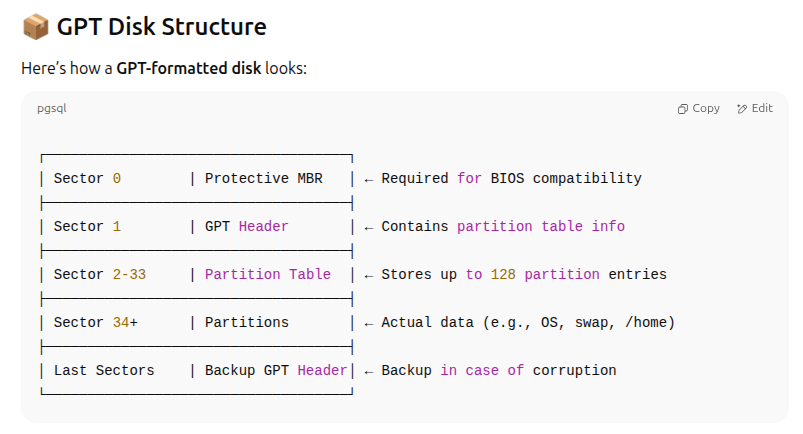 📦 GPT Disk Structure
Here's how a GPT-formatted disk looks:
pgsql Copy Edit
| Sector 0 | Protective MBR | ← Required for BIOS compatibility
| Sector 1 | GPT Header | ← Contains partition table info
| Sector 2-33 | Partition Table | ← Stores up to 128 partition entries
| Sector 34+ | Partitions | ← Actual data (e.g., OS, swap, /home)
| Last Sectors | Backup GPT Header| ← Backup in case of corruption